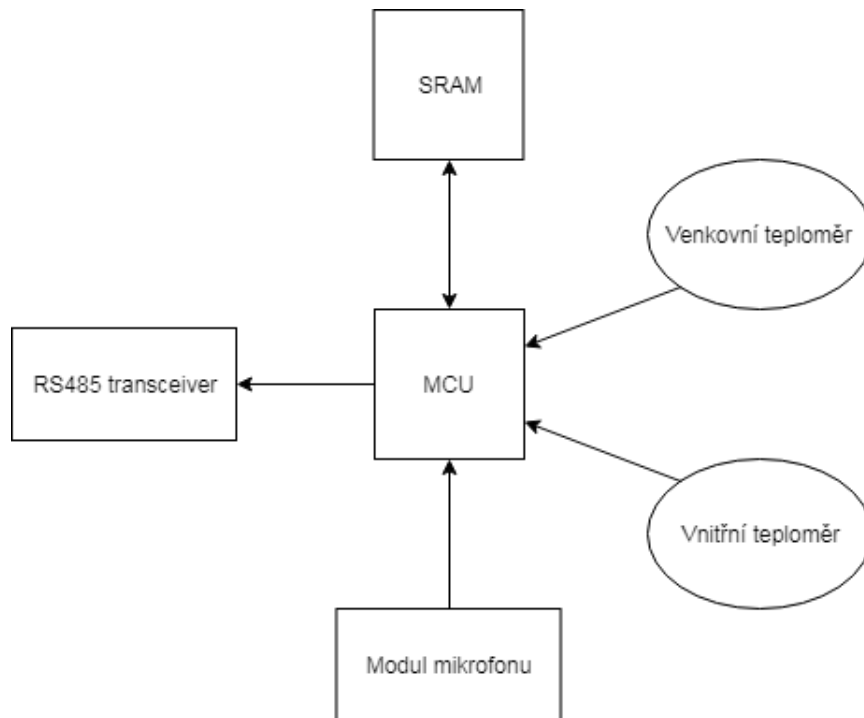 SRAM
Venkovní teploměr
RS485 transceiver
MCU
Vnitřní teploměr
Modul mikrofonu